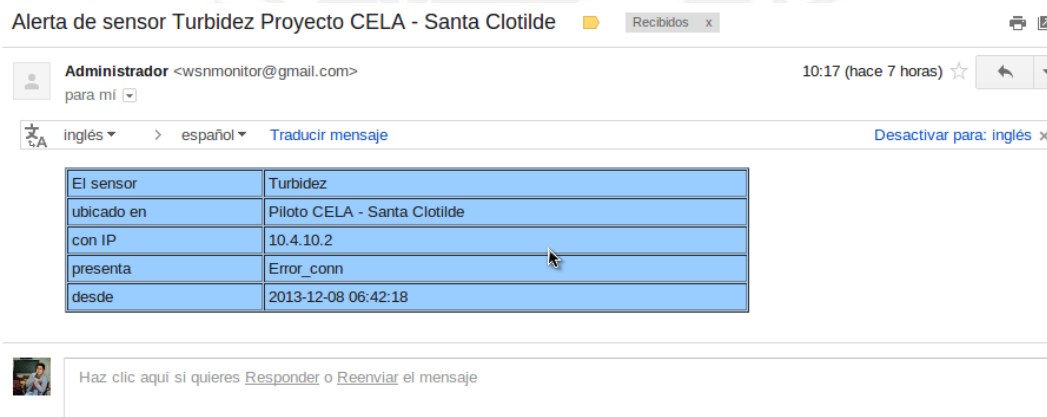 Alerta de sensor Turbidez Proyecto CELA - Santa Clotilde Recibidos x
Administrador <wsnmonitor@gmail.com> 10:17 (hace 7 horas)
para mí
inglés > español Traducir mensaje Desactivar para: inglés x
El sensor Turbidez
ubicado en Piloto CELA - Santa Clotilde
con IP 10.4.10.2
presenta Error_conn
desde 2013-12-08 06:42:18
Haz clic aquí si quieres Responder o Reenviar el mensaje